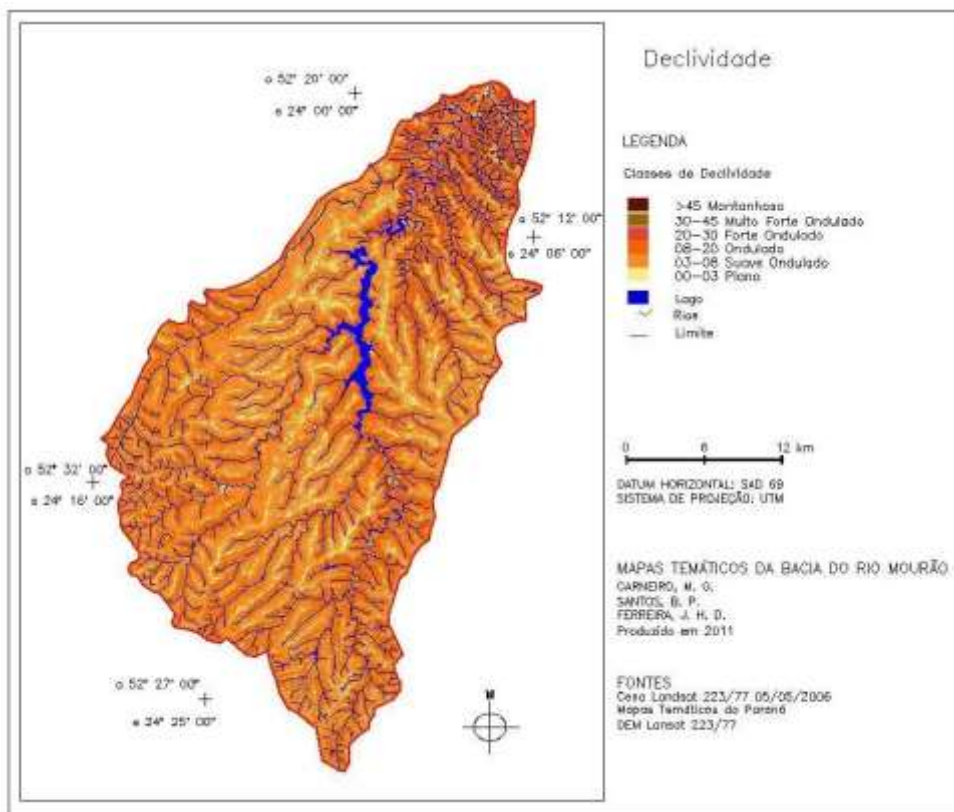 Declividade
o 52° 20' 00"
s 24° 00' 00"
LEGENDA
Classes de Declividade
>45 Montanhoso
30-45 Muito Forte Ondulado
20-30 Forte Ondulado
08-20 Ondulado
03-08 Suave Ondulado
00-03 Plano
Lago
Rios
Limite
o 52° 12' 00"
s 24° 06' 00"
0 6 12 km
o 52° 32' 00"
s 24° 16' 00"
DATUM HORIZONTAL: SAD 69
SISTEMA DE PROJEÇÃO: UTM
MAPAS TEMÁTICOS DA BACIA DO RIO MOURÃO
CARNEIRO, M. G.
SANTOS, B. P.
FERREIRA, J. H. D.
Produzido em 2011
o 52° 27' 00"
s 24° 25' 00"
N
FONTES
Cena Landsat 223/77 05/05/2006
Mapas Temáticos do Paraná
DEM Lansat 223/77